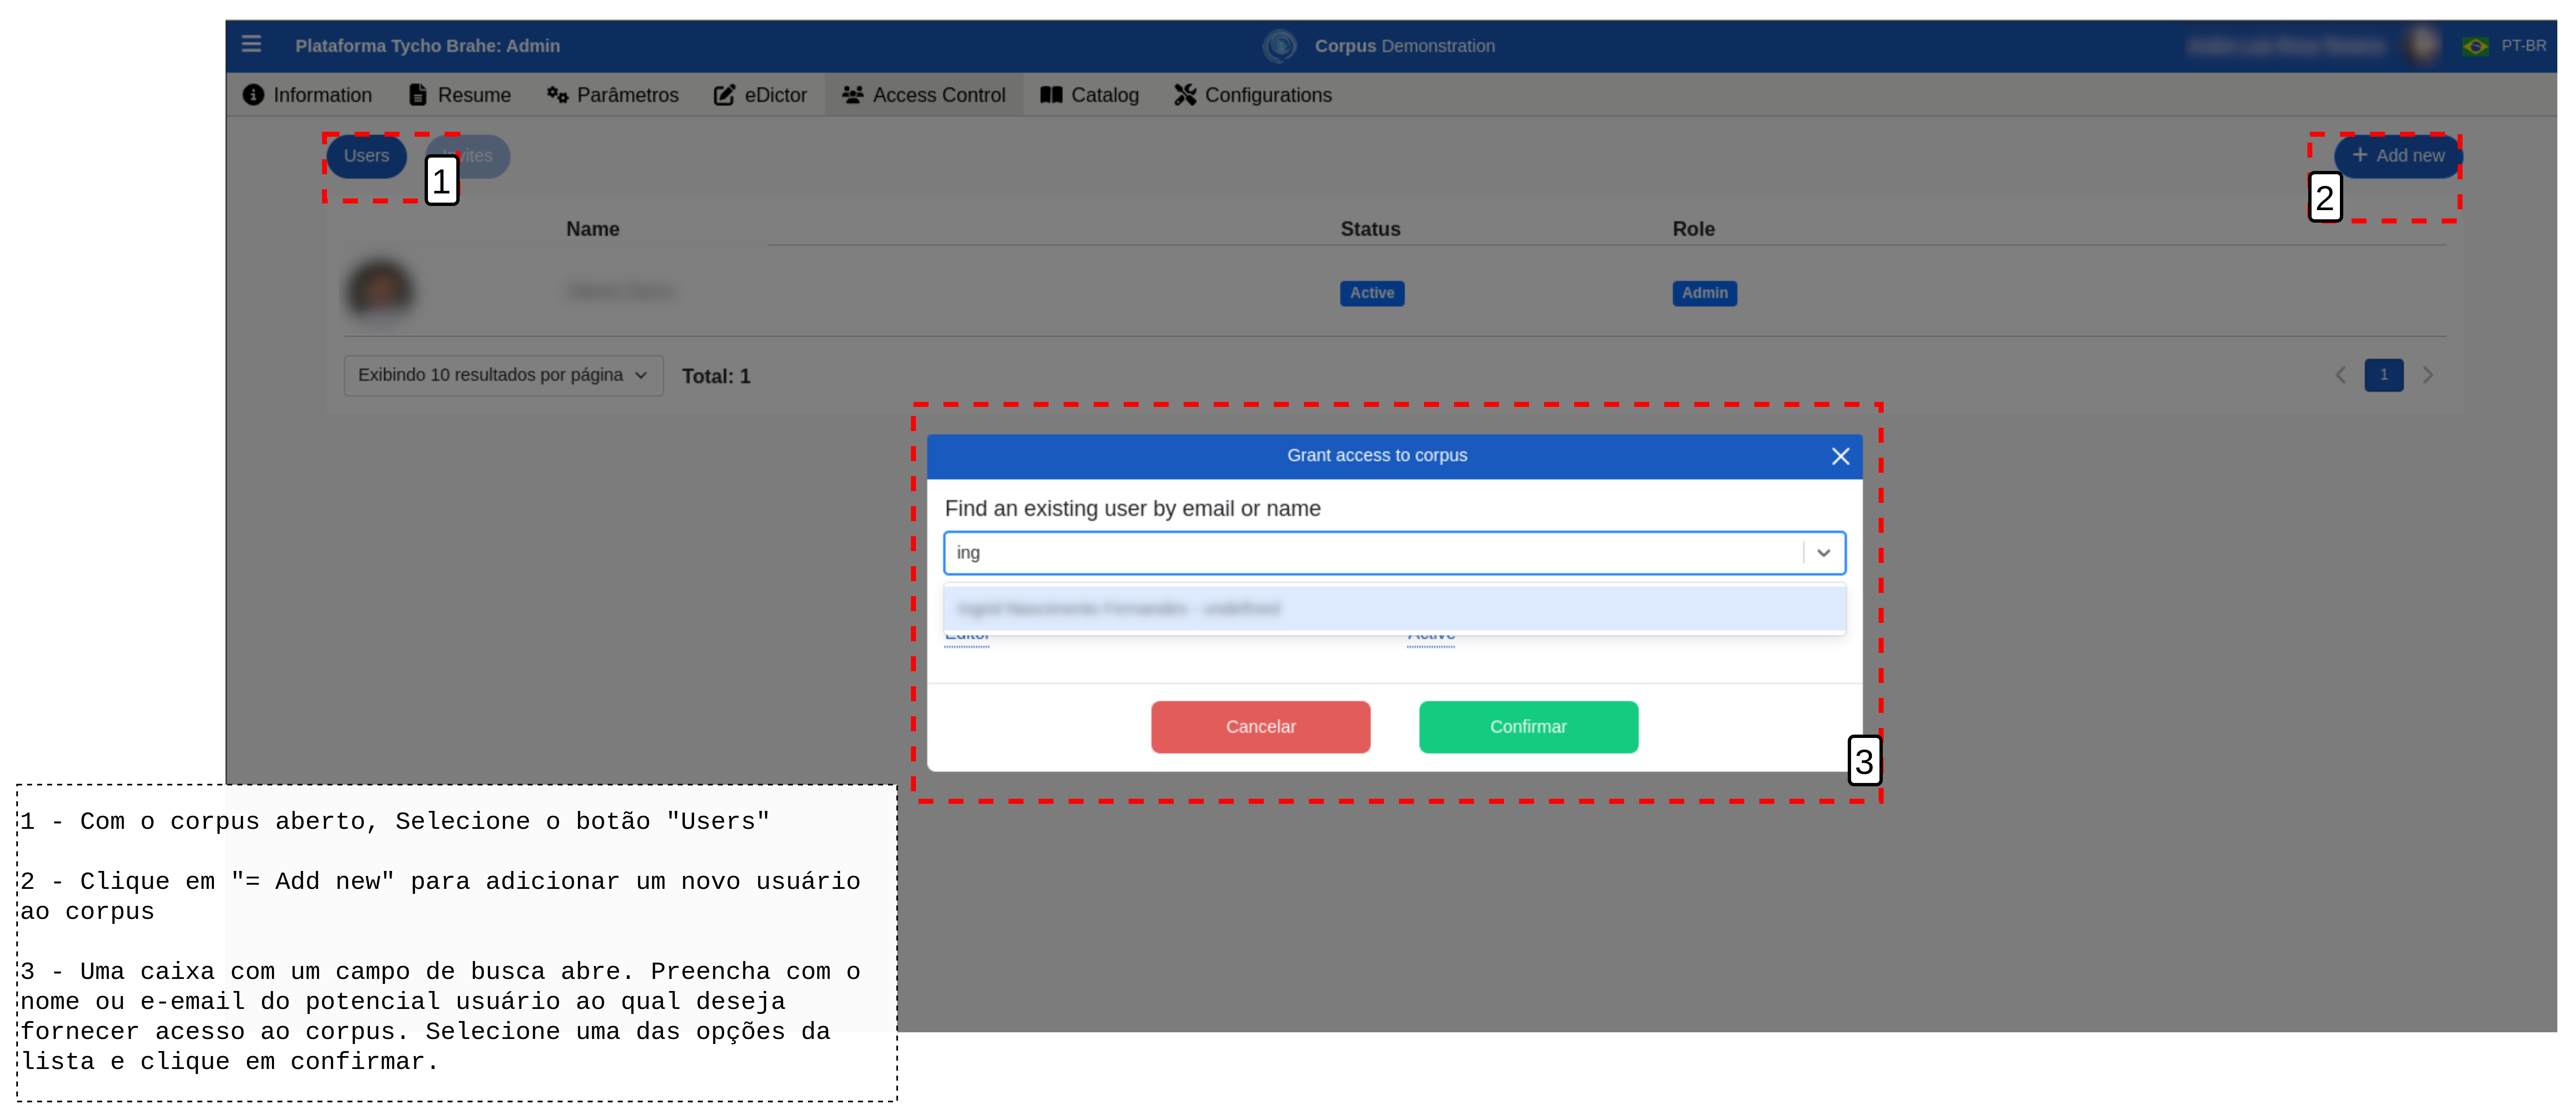 Plataforma Tycho Brahe: Admin
Corpus Demonstration
PT-BR
Information
Resume
Parâmetros
eDictor
Access Control
Catalog
Configurations
Users
1
+ Add new
2
Name Status Role
Active Admin
Exibindo 10 resultados por página
Total: 1
1
Grant access to corpus
Find an existing user by email or name
ing
Editor
Active
Cancelar
Confirmar
3
1 - Com o corpus aberto, Selecione o botão "Users"
2 - Clique em "= Add new" para adicionar um novo usuário
ao corpus
3 - Uma caixa com um campo de busca abre. Preencha com o
nome ou e-email do potencial usuário ao qual deseja
fornecer acesso ao corpus. Selecione uma das opções da
lista e clique em confirmar.